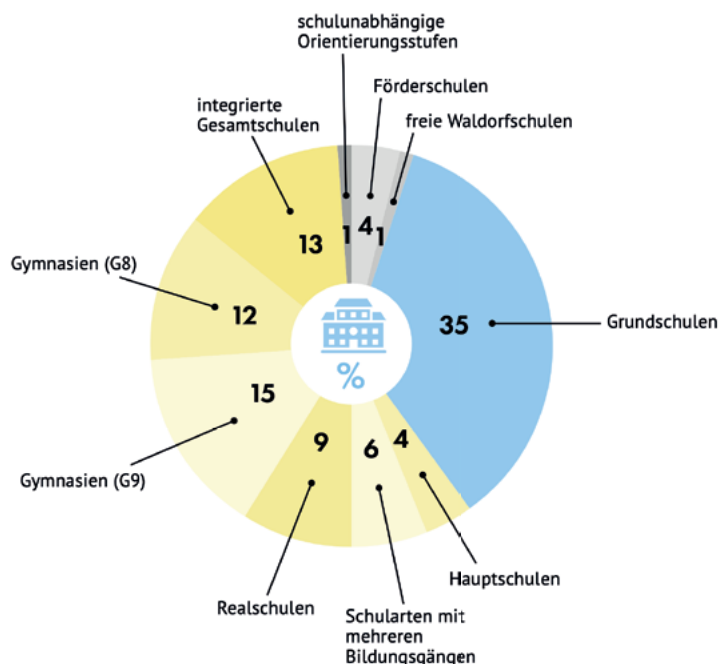 schulunabhängige
Orientierungsstufen
Förderschulen
freie Waldorfschulen
integrierte
Gesamtschulen
1
4
1
13
Gymnasien (G8)
12
35
Grundschulen
%
15
9
6
4
Gymnasien (G9)
Hauptschulen
Realschulen
Schularten mit
mehreren
Bildungsgängen